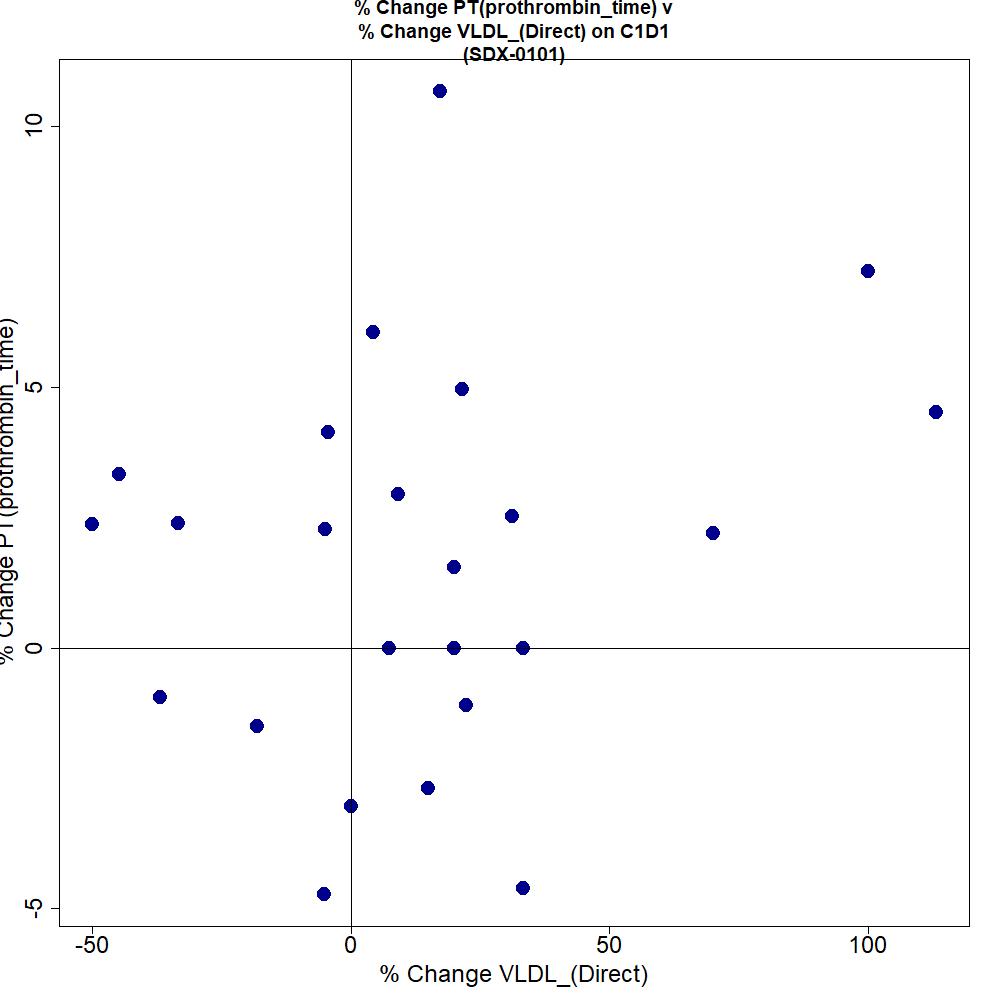 % Change PT(prothrombin_time) v
% Change VLDL_(Direct) on C1D1
(SDX-0101)
% Change PT(prothrombin_time)
10
5
0
-5
-50
0
50
100
% Change VLDL_(Direct)